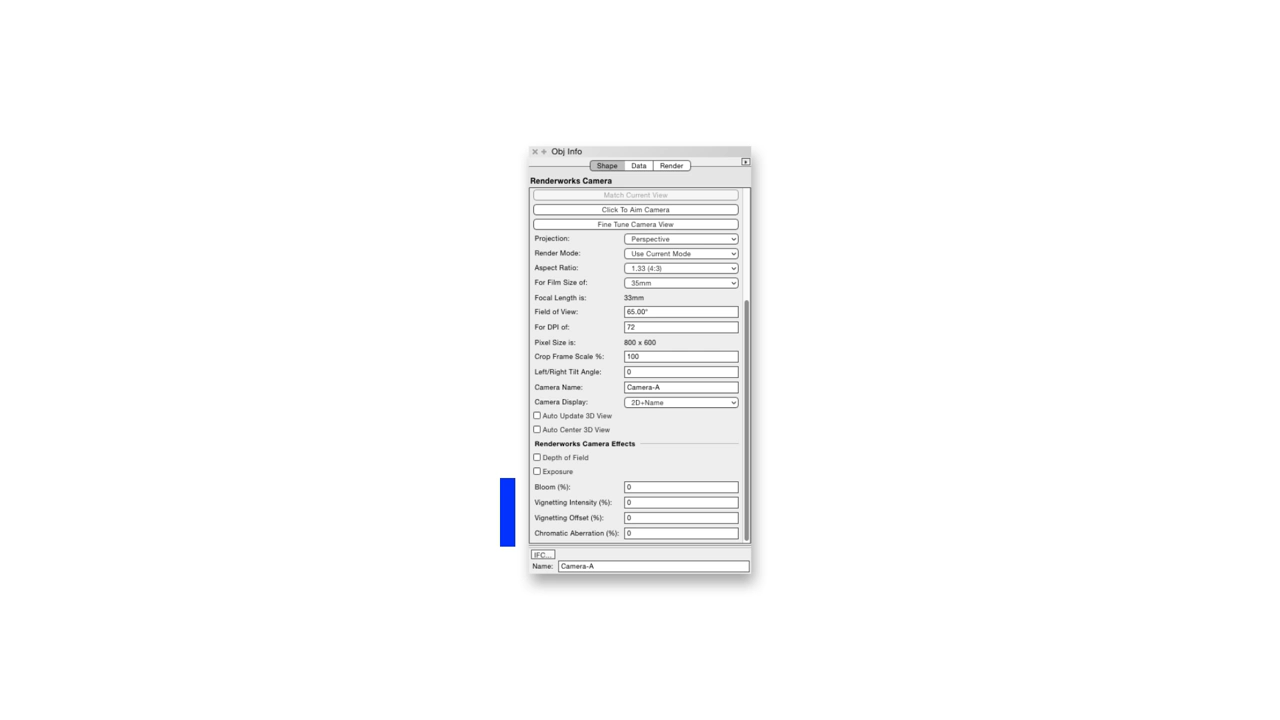 Obj Info
Shape Data Render
Renderworks Camera
Match Current View
Click To Aim Camera
Fine Tune Camera View
Projection: Perspective
Render Mode: Use Current Mode
Aspect Ratio: 1.33 (4:3)
For Film Size of: 35mm
Focal Length is: 33mm
Field of View: 65.00°
For DPI of: 72
Pixel Size is: 800 x 600
Crop Frame Scale %: 100
Left/Right Tilt Angle: 0
Camera Name: Camera-A
Camera Display: 2D+Name
Auto Update 3D View
Auto Center 3D View
Renderworks Camera Effects
Depth of Field
Exposure
Bloom (%): 0
Vignetting Intensity (%): 0
Vignetting Offset (%): 0
Chromatic Aberration (%): 0
IFC...
Name: Camera-A